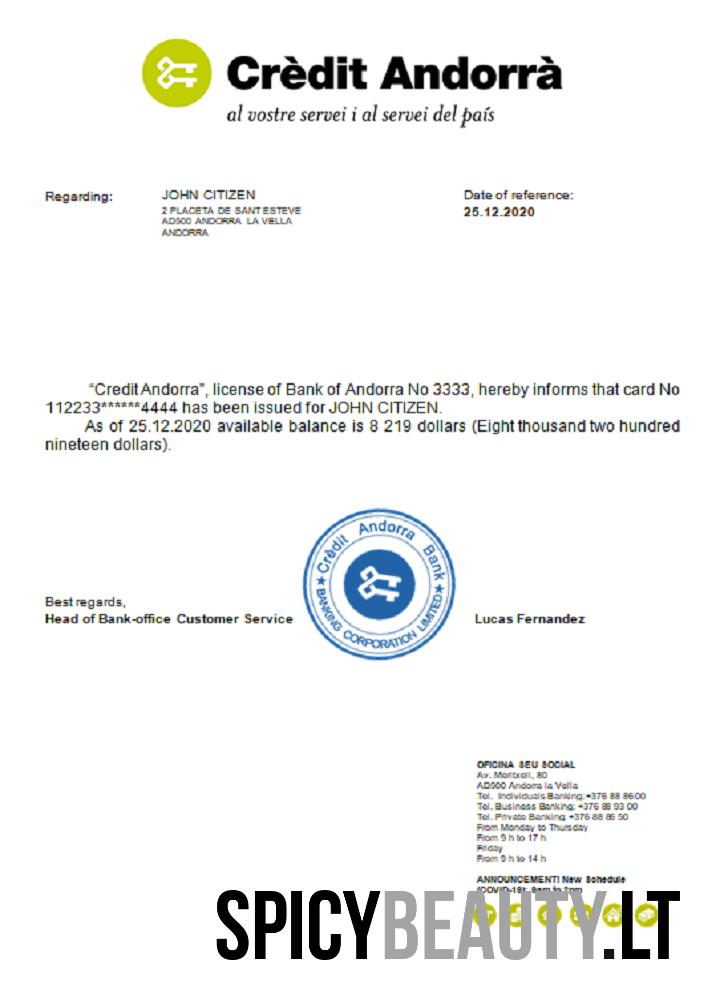 Crèdit Andorrà
al vostre servei i al servei del país
Regarding:
JOHN CITIZEN
2 PLACETA DE SANT ESTEVE
AD500 ANDORRA LA VELLA
ANDORRA
Date of reference:
25.12.2020
“Credit Andorra”, license of Bank of Andorra No 3333, hereby informs that card No
112233******4444 has been issued for JOHN CITIZEN.
As of 25.12.2020 available balance is 8 219 dollars (Eight thousand two hundred
nineteen dollars).
Crèdit Andorra Bank
BANKING CORPORATION LIMITED
Best regards,
Head of Bank-office Customer Service
Lucas Fernandez
OFICINA SEU SOCIAL
Av. Meritxell, 80
AD500 Andorra la Vella
Tel. Individuals Banking: +376 88 86 00
Tel. Business Banking: +376 88 93 00
Tel. Private Banking +376 88 86 50
From Monday to Thursday
From 9 h to 17 h
Friday
From 9 h to 14 h
ANNOUNCEMENT! New Schedule
(COVID-19): 8am to 2pm
SPICYBEAUTY.LT